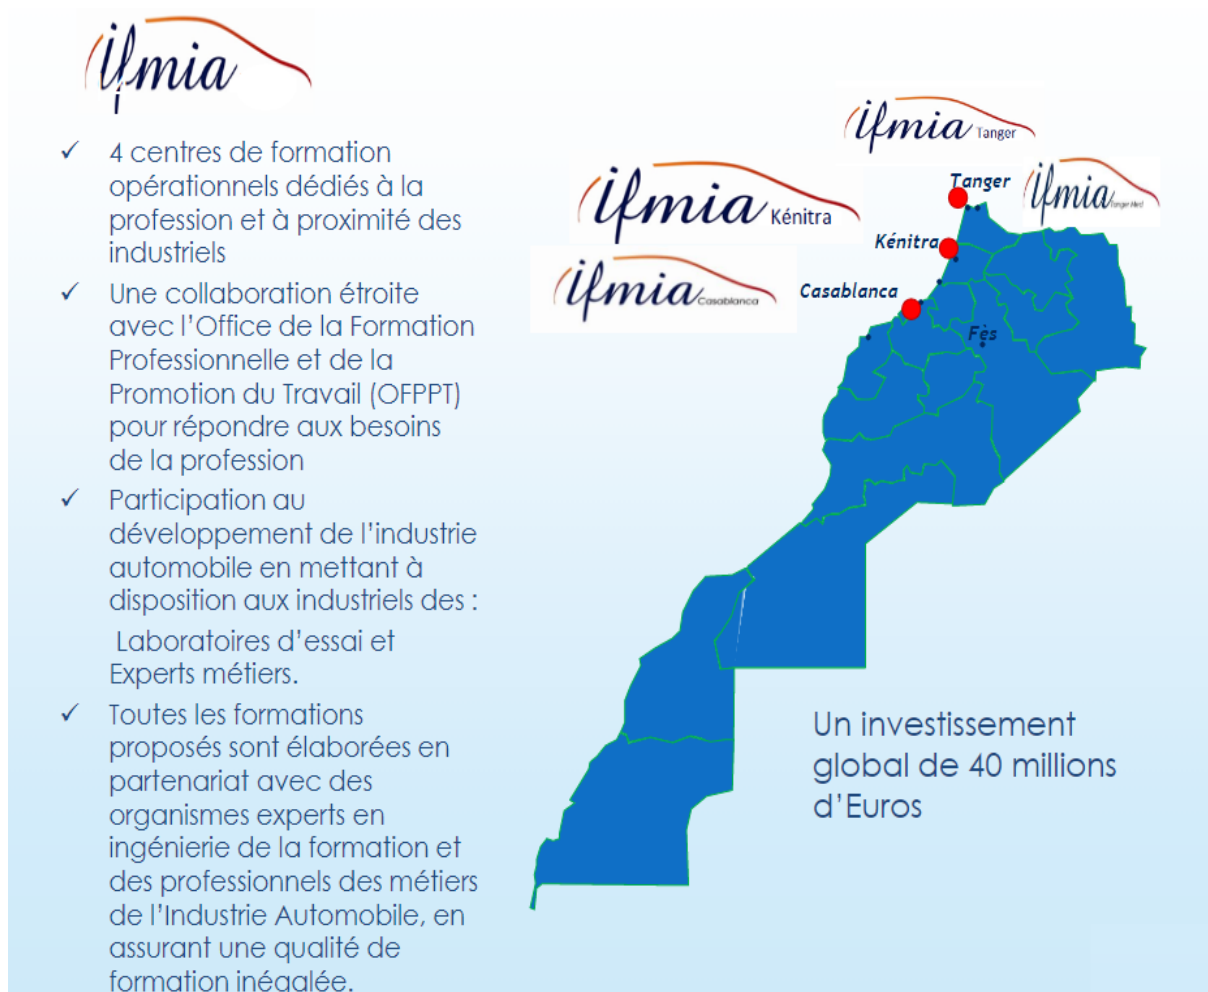 ifmia
4 centres de formation
opérationnels dédiés à la
profession et à proximité des
industriels
Une collaboration étroite
avec l’Office de la Formation
Professionnelle et de la
Promotion du Travail (OFPPT)
pour répondre aux besoins
de la profession
Participation au
développement de l’industrie
automobile en mettant à
disposition aux industriels des :
Laboratoires d’essai et
Experts métiers.
Toutes les formations
proposés sont élaborées en
partenariat avec des
organismes experts en
ingénierie de la formation et
des professionnels des métiers
de l’Industrie Automobile, en
assurant une qualité de
formation inégalée.
ifmia Tanger
ifmia Kénitra
ifmia Casablanca
ifmia Tanger Med
Tanger
Kénitra
Casablanca
Fès
Un investissement
global de 40 millions
d’Euros